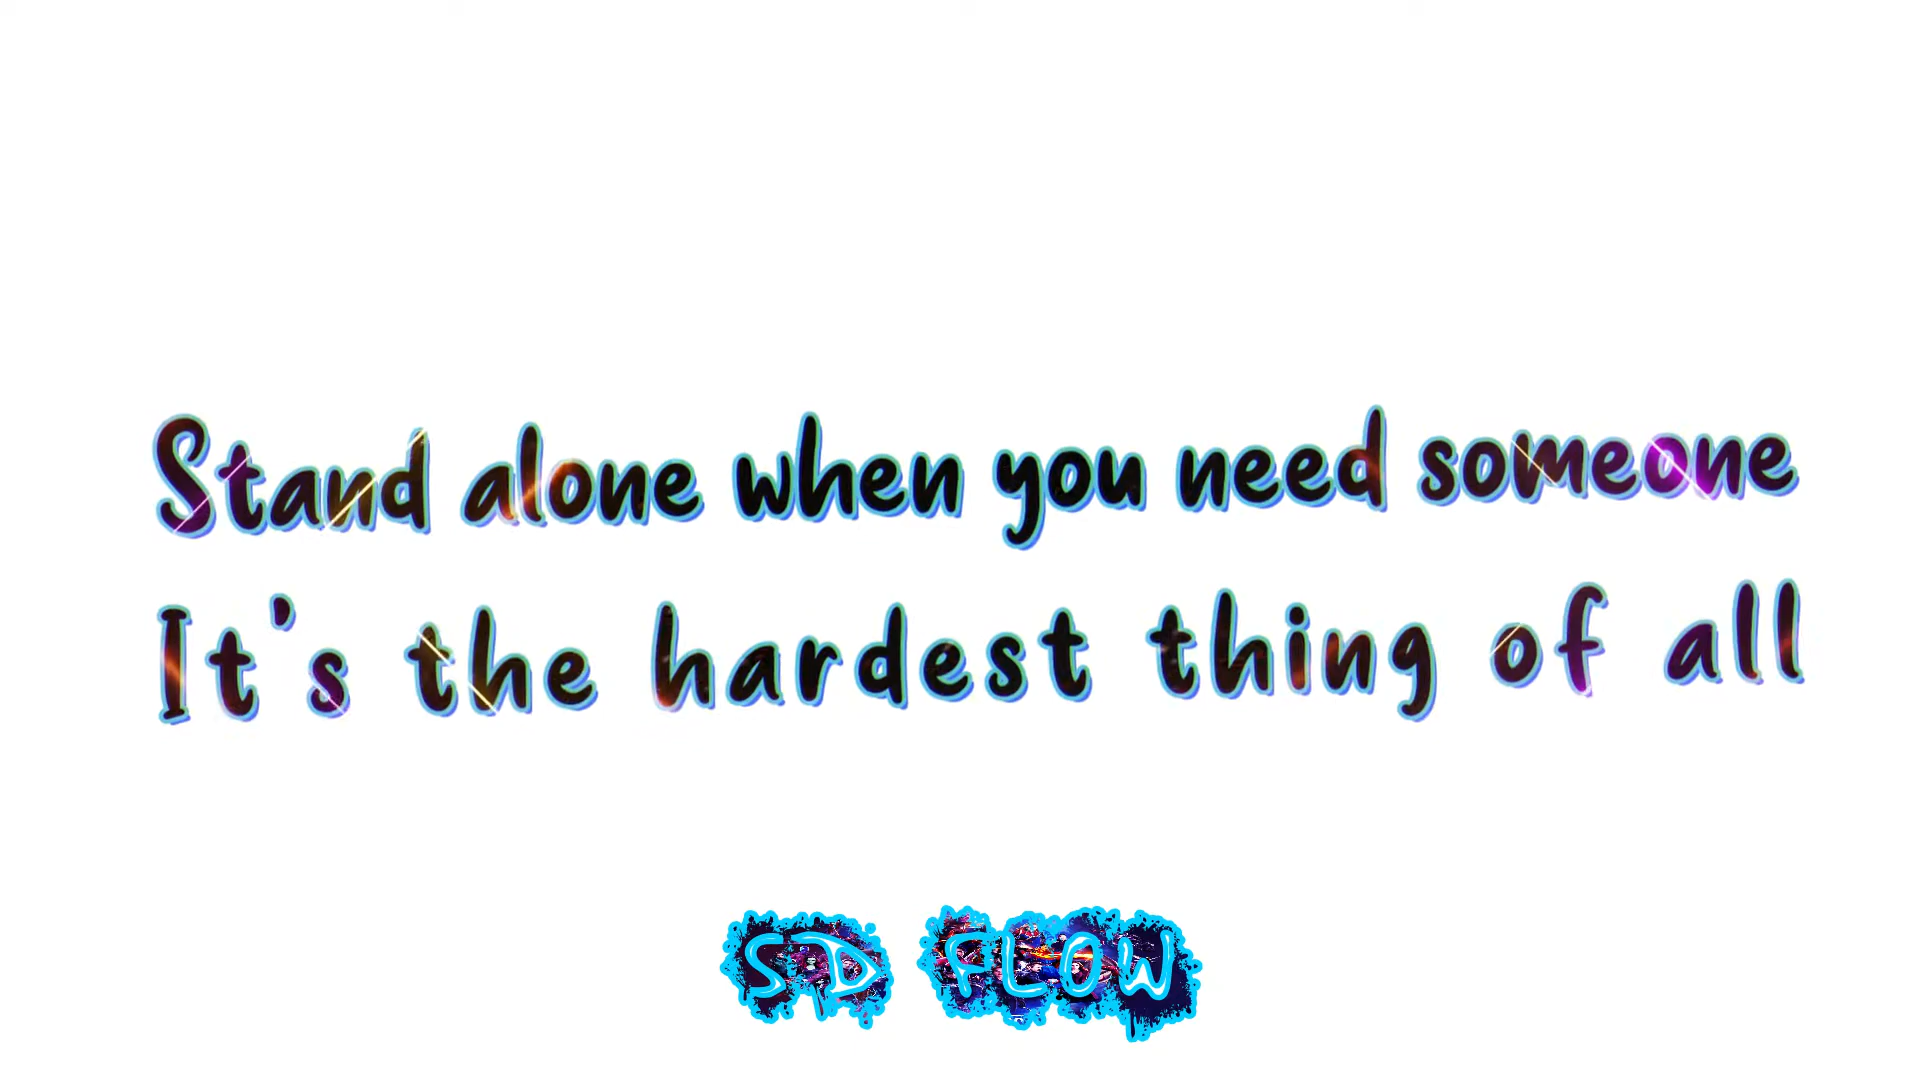 Stand alone when you need someone
It's the hardest thing of all
SD FLOW